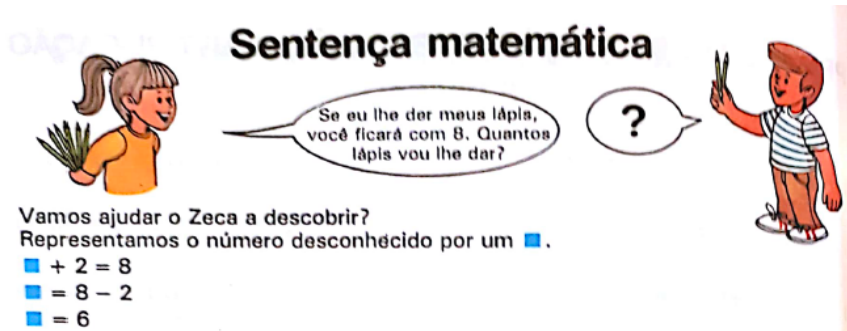 Sentença matemática
Se eu lhe der meus lápis,
você ficará com 8. Quantos
lápis vou lhe dar?
?
Vamos ajudar o Zeca a descobrir?
Representamos o número desconhecido por um ■.
■ + 2 = 8
■ = 8 – 2
■ = 6